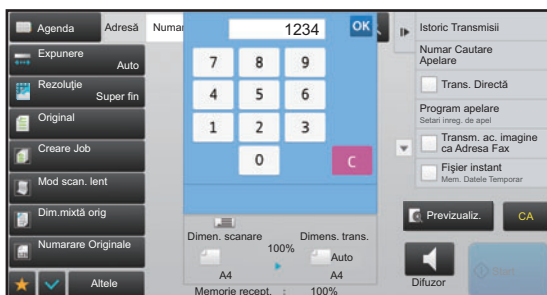 Agenda
Adresă
Numar
1234
OK
Expunere
Auto
Rezoluţie
Super fin
Original
Creare Job
Mod scan. lent
Dim.mixtă orig
Numarare Originale
Altele
7 8 9
4 5 6
1 2 3
0 C
Dimen. scanare
Dimens. trans.
100%
Auto
A4
A4
Memorie recept. : 100%
Istoric Transmisii
Numar Cautare
Apelare
Trans. Directă
Program apelare
Setari inreg. de apel
Transm. ac. imagine
ca Adresa Fax
Fişier instant
Mem. Datele Temporar
Previzualiz.
CA
Difuzor
Start